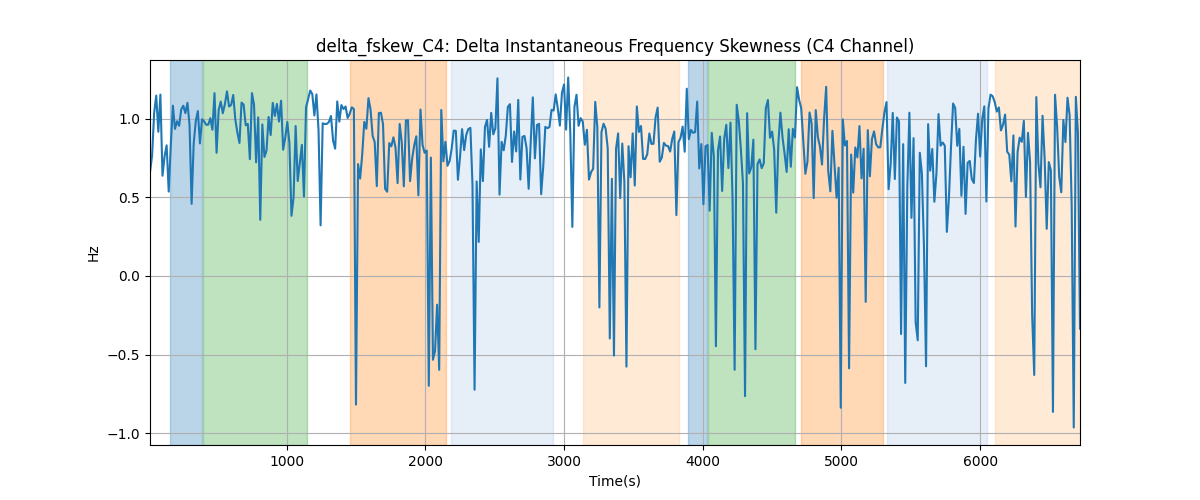 delta_fskew_C4: Delta Instantaneous Frequency Skewness (C4 Channel)
1.0
0.5
0.0
−0.5
−1.0
Hz
1000 2000 3000 4000 5000 6000
Time(s)